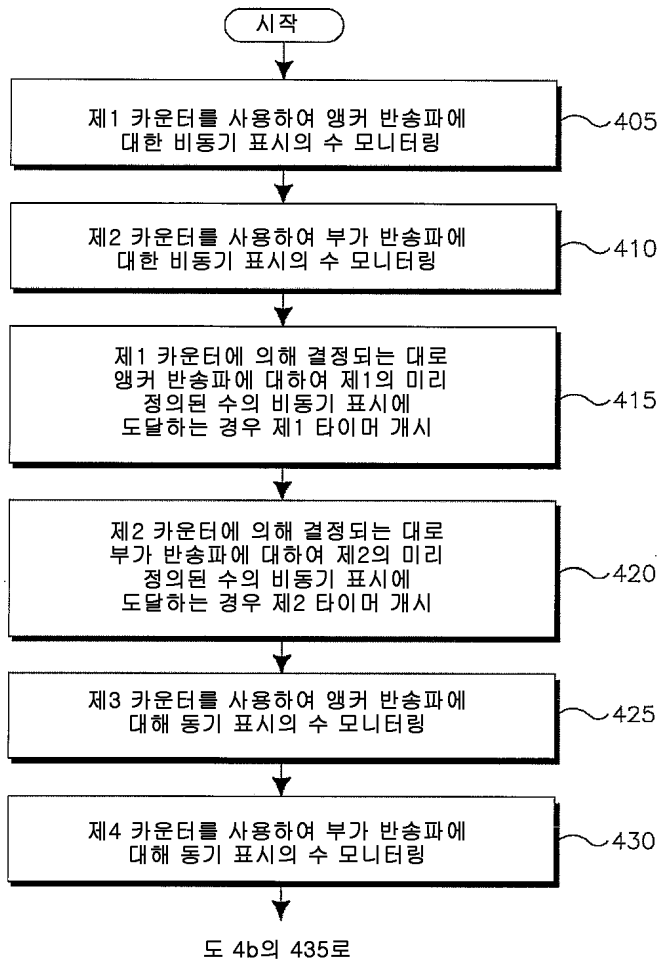 시작
제1 카운터를 사용하여 앵커 반송파에
대한 비동기 표시의 수 모니터링
405
제2 카운터를 사용하여 부가 반송파에
대한 비동기 표시의 수 모니터링
410
제1 카운터에 의해 결정되는 대로
앵커 반송파에 대하여 제1의 미리
정의된 수의 비동기 표시에
도달하는 경우 제1 타이머 개시
415
제2 카운터에 의해 결정되는 대로
부가 반송파에 대하여 제2의 미리
정의된 수의 비동기 표시에
도달하는 경우 제2 타이머 개시
420
제3 카운터를 사용하여 앵커 반송파에
대해 동기 표시의 수 모니터링
425
제4 카운터를 사용하여 부가 반송파에
대해 동기 표시의 수 모니터링
430
도 4b의 435로